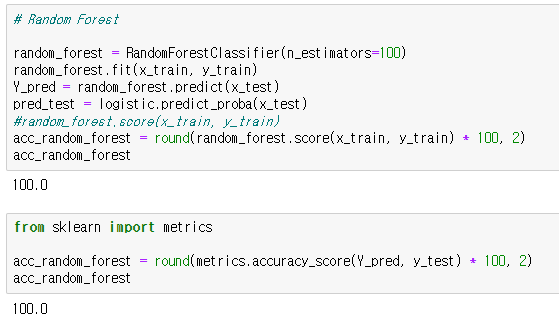 # Random Forest
random_forest = RandomForestClassifier(n_estimators=100)
random_forest.fit(x_train, y_train)
Y_pred = random_forest.predict(x_test)
pred_test = logistic.predict_proba(x_test)
#random_forest.score(x_train, y_train)
acc_random_forest = round(random_forest.score(x_train, y_train) * 100, 2)
acc_random_forest
100.0
from sklearn import metrics
acc_random_forest = round(metrics.accuracy_score(Y_pred, y_test) * 100, 2)
acc_random_forest
100.0